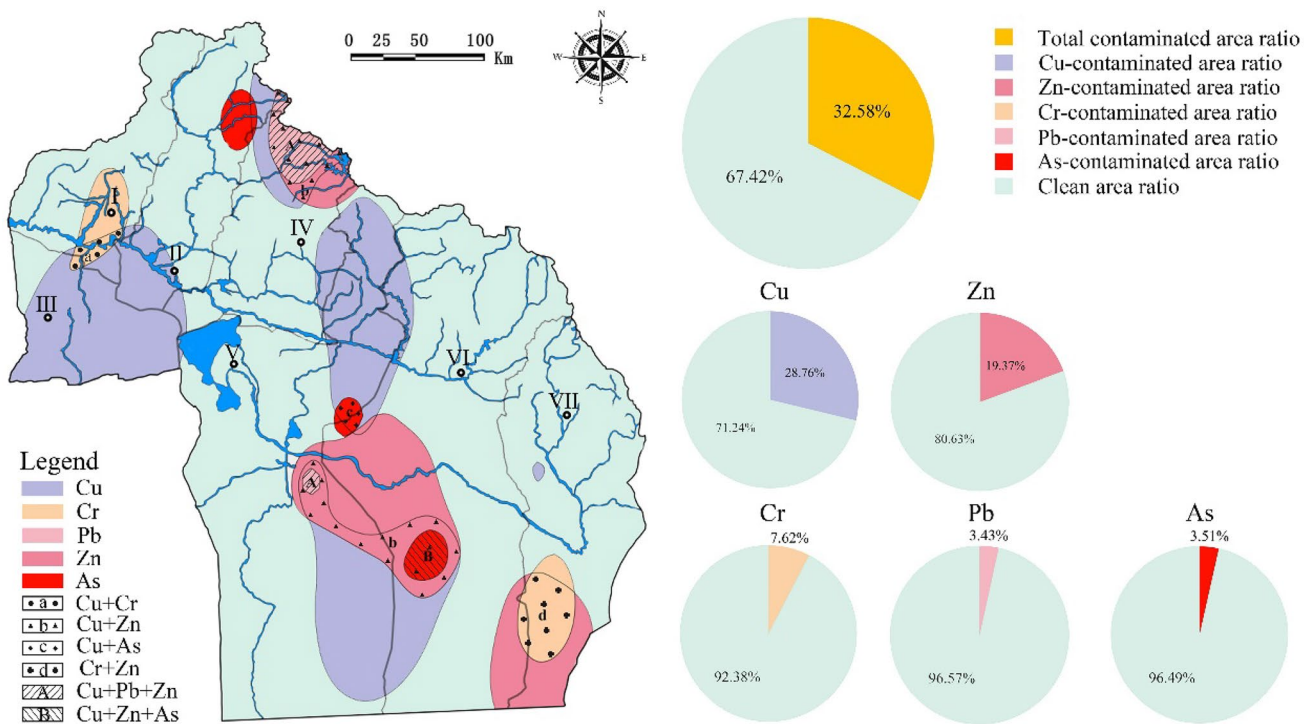 0 25 50 100
Km
N
W E
S
A
b
I
a
II
III
IV
V
VI
VII
c
A
b
B
d
Legend
Cu
Cr
Pb
Zn
As
a Cu+Cr
b Cu+Zn
c Cu+As
d Cr+Zn
A Cu+Pb+Zn
B Cu+Zn+As
32.58%
67.42%
Total contaminated area ratio
Cu-contaminated area ratio
Zn-contaminated area ratio
Cr-contaminated area ratio
Pb-contaminated area ratio
As-contaminated area ratio
Clean area ratio
Cu
28.76%
71.24%
Zn
19.37%
80.63%
Cr
7.62%
92.38%
Pb
3.43%
96.57%
As
3.51%
96.49%